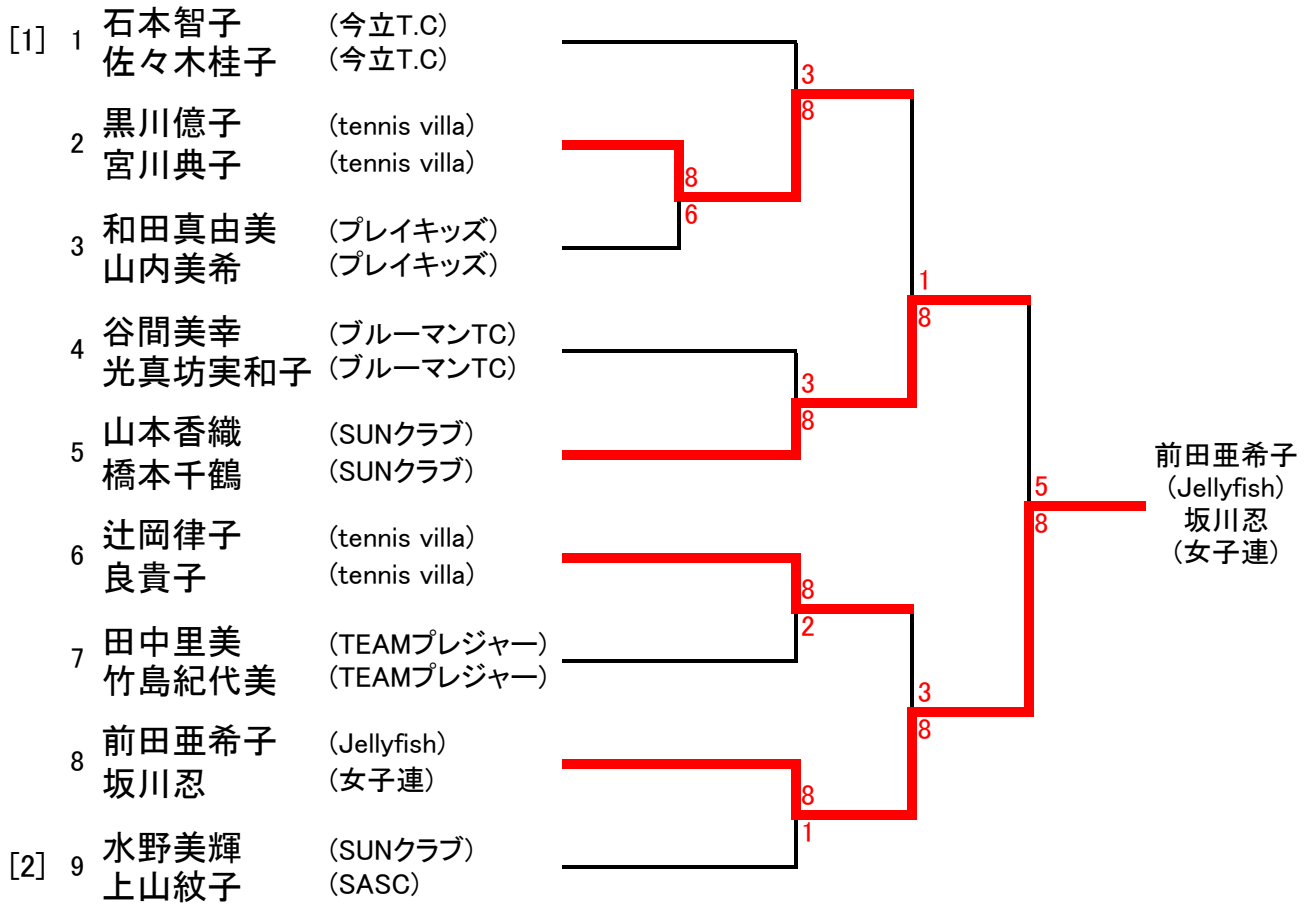 [1] 1 石本智子 (今立T.C)
佐々木桂子 (今立T.C)
3
8
2 黒川億子 (tennis villa)
宮川典子 (tennis villa)
8
6
3 和田真由美 (プレイキッズ)
山内美希 (プレイキッズ)
1
8
4 谷間美幸 (ブルーマンTC)
光真坊実和子 (ブルーマンTC)
3
8
5 山本香織 (SUNクラブ)
橋本千鶴 (SUNクラブ)
前田亜希子
(Jellyfish)
坂川忍
(女子連)
5
8
6 辻岡律子 (tennis villa)
良貴子 (tennis villa)
8
2
7 田中里美 (TEAMプレジャー)
竹島紀代美 (TEAMプレジャー)
3
8
8 前田亜希子 (Jellyfish)
坂川忍 (女子連)
8
1
[2] 9 水野美輝 (SUNクラブ)
上山紋子 (SASC)